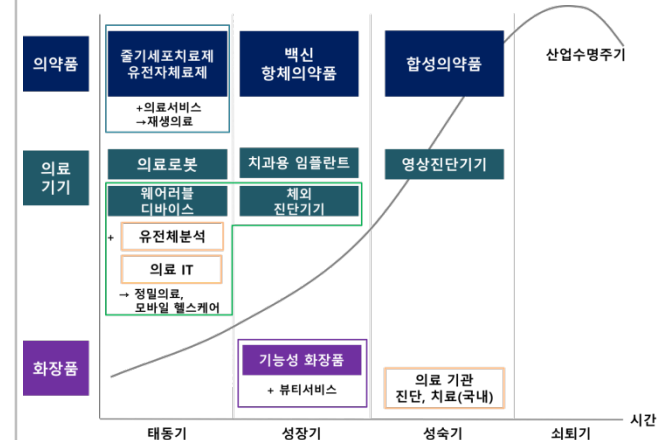 의약품
줄기세포치료제
유전자체료제
+의료서비스
→재생의료
백신
항체의약품
합성의약품
산업수명주기
의료
기기
의료로봇
치과용 임플란트
영상진단기기
웨어러블
디바이스
체외
진단기기
+ 유전체분석
의료 IT
→ 정밀의료,
모바일 헬스케어
화장품
기능성 화장품
+ 뷰티서비스
의료 기관
진단, 치료(국내)
시간
태동기
성장기
성숙기
쇠퇴기